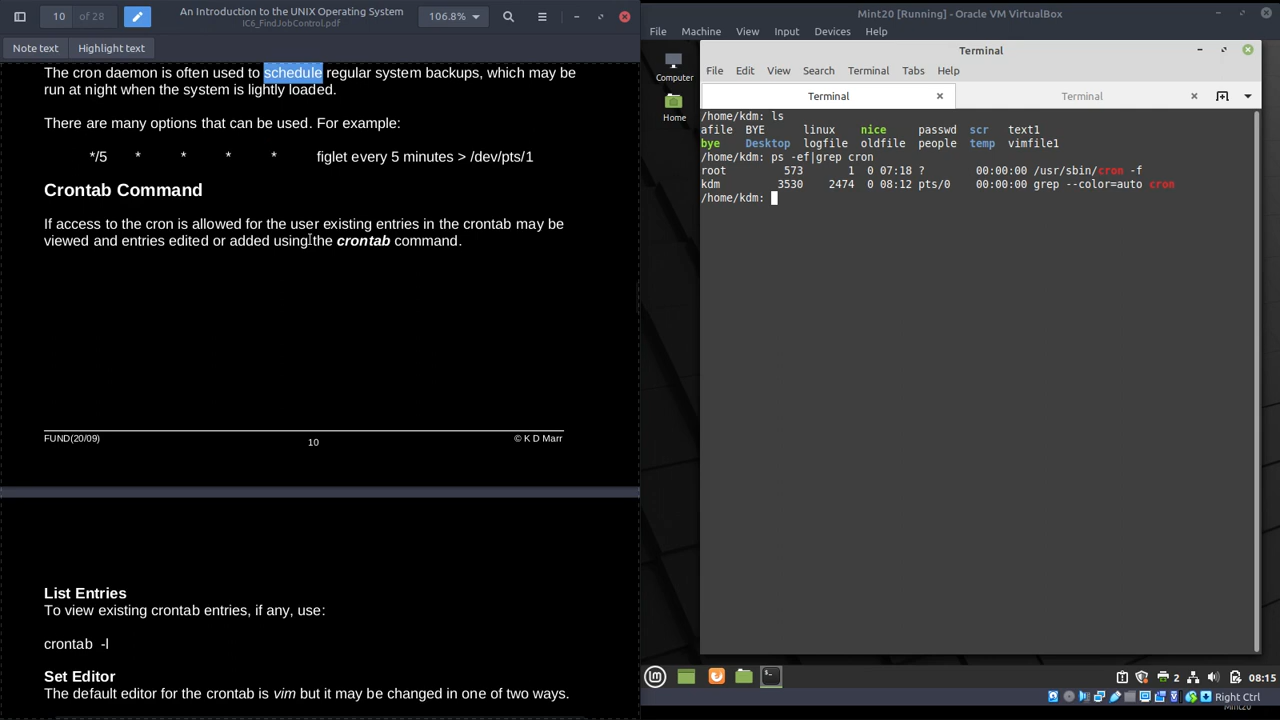 10 of 28
An Introduction to the UNIX Operating System
IC6_FindJobControl.pdf
106.8%
Note text Highlight text
The cron daemon is often used to schedule regular system backups, which may be
run at night when the system is lightly loaded.
There are many options that can be used. For example:
*/5 * * * * figlet every 5 minutes > /dev/pts/1
Crontab Command
If access to the cron is allowed for the user existing entries in the crontab may be
viewed and entries edited or added using the crontab command.
FUND(20/09) 10 © K D Marr
List Entries
To view existing crontab entries, if any, use:
crontab -l
Set Editor
The default editor for the crontab is vim but it may be changed in one of two ways.
Mint20 [Running] - Oracle VM VirtualBox
File Machine View Input Devices Help
Computer
Home
Terminal
File Edit View Search Terminal Tabs Help
Terminal Terminal
/home/kdm: ls
afile BYE linux nice passwd scr text1
bye Desktop logfile oldfile people temp vimfile1
/home/kdm: ps -ef|grep cron
root 573 1 0 07:18 ? 00:00:00 /usr/sbin/cron -f
kdm 3530 2474 0 08:12 pts/0 00:00:00 grep --color=auto cron
/home/kdm:
2 08:15
Right Ctrl
Mint20